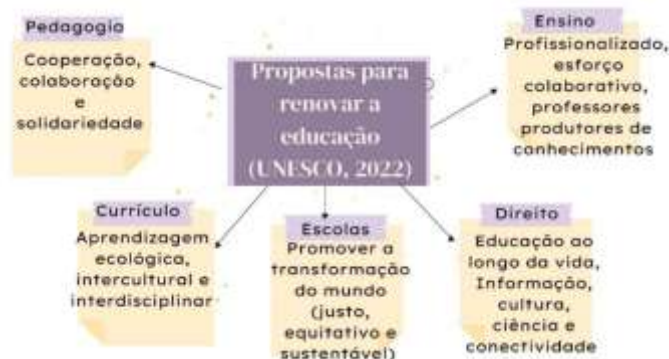 Pedagogia
Cooperação,
colaboração
e
solidariedade
Propostas para
renovar a
educação
(UNESCO, 2022)
Ensino
Profissionalizado,
esforço
colaborativo,
professores
produtores de
conhecimentos
Currículo
Aprendizagem
ecológica,
intercultural e
interdisciplinar
Escolas
Promover a
transformação
do mundo
(justo,
equitativo e
sustentável)
Direito
Educação ao
longo da vida,
Informação,
cultura,
ciência e
conectividade